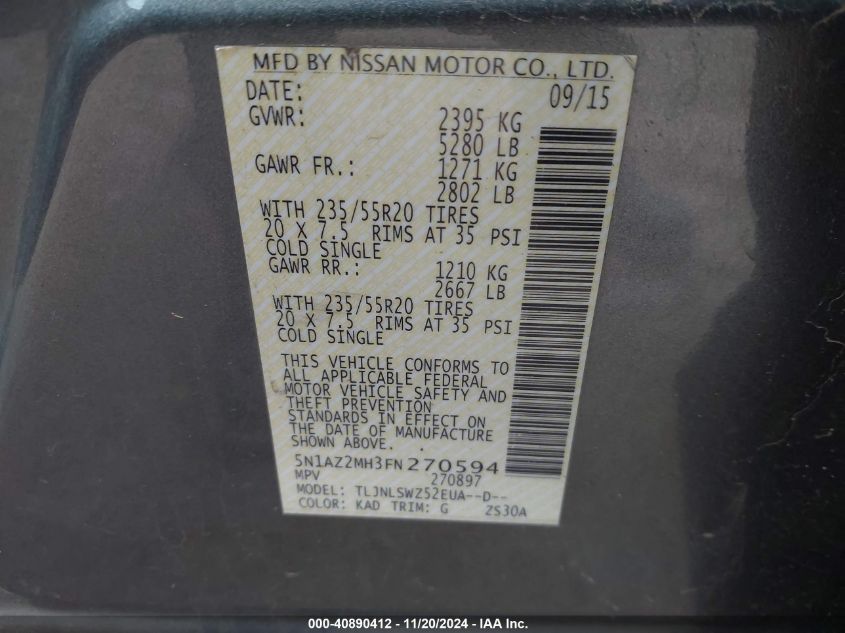 MFD BY NISSAN MOTOR CO., LTD.
DATE: 09/15
GVWR: 2395 KG
5280 LB
GAWR FR.: 1271 KG
2802 LB
WITH 235/55R20 TIRES
20 X 7.5 RIMS AT 35 PSI
COLD SINGLE
GAWR RR.: 1210 KG
2667 LB
WITH 235/55R20 TIRES
20 X 7.5 RIMS AT 35 PSI
COLD SINGLE
THIS VEHICLE CONFORMS TO
ALL APPLICABLE FEDERAL
MOTOR VEHICLE SAFETY AND
THEFT PREVENTION
STANDARDS IN EFFECT ON
THE DATE OF MANUFACTURE
SHOWN ABOVE.
5N1AZ2MH3FN270594
MPV 270897
MODEL: TLJNLSWZ52EUA--D--
COLOR: KAD TRIM: G ZS30A
000-40890412 - 11/20/2024 - IAA Inc.